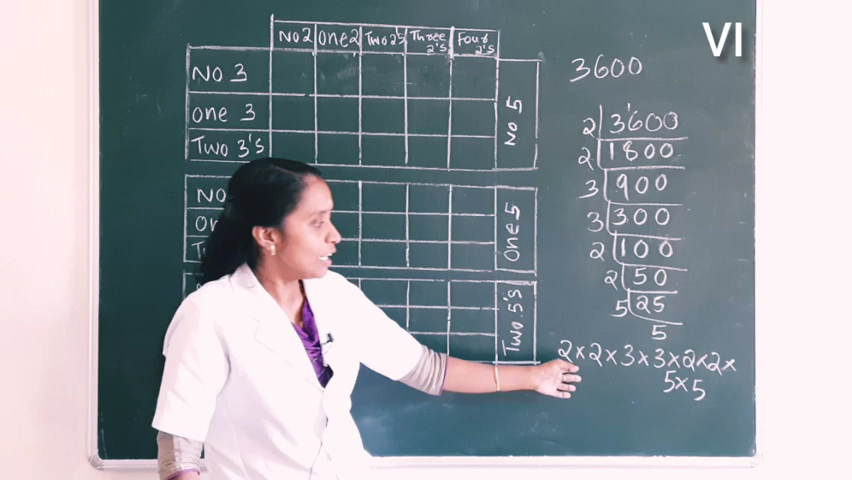 VI
No 2 One 2 Two 2's Three 2's Four 2's
No 3
One 3
Two 3's
No 5
No
On
T
One 5
Two 5's
3600
2 3600
2 1800
3 900
3 300
2 100
2 50
5 25
5
2×2×3×3×2×2×
5×5